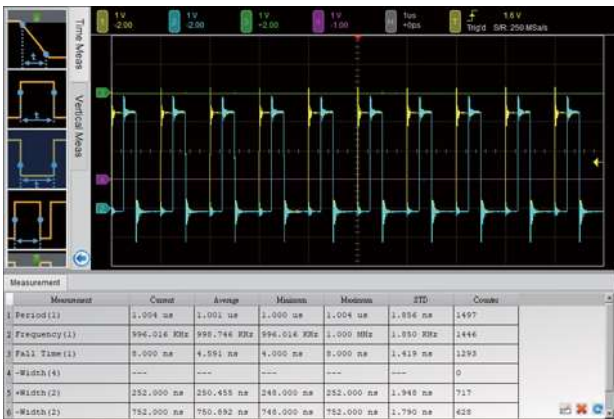 1 1V -2.00 2 1V -2.00 3 1V +2.00 4 1V -1.00 H 1us +0ps T 1.6V
Trig'd S/R: 250 MSa/s
Time Meas
Vertical Meas
Measurement
Measurement Current Average Minimum Maximum STD Counter
1 Period(1) 1.004 us 1.001 us 1.000 us 1.004 us 1.856 ns 1497
2 Frequency(1) 996.016 KHz 998.746 KHz 996.016 KHz 1.000 MHz 1.850 KHz 1446
3 Fall Time(1) 8.000 ns 4.591 ns 4.000 ns 8.000 ns 1.419 ns 1293
4 -Width(4) --- --- --- --- --- 0
5 +Width(2) 252.000 ns 250.455 ns 248.000 ns 252.000 ns 1.948 ns 717
6 -Width(2) 752.000 ns 750.892 ns 748.000 ns 752.000 ns 1.790 ns 628